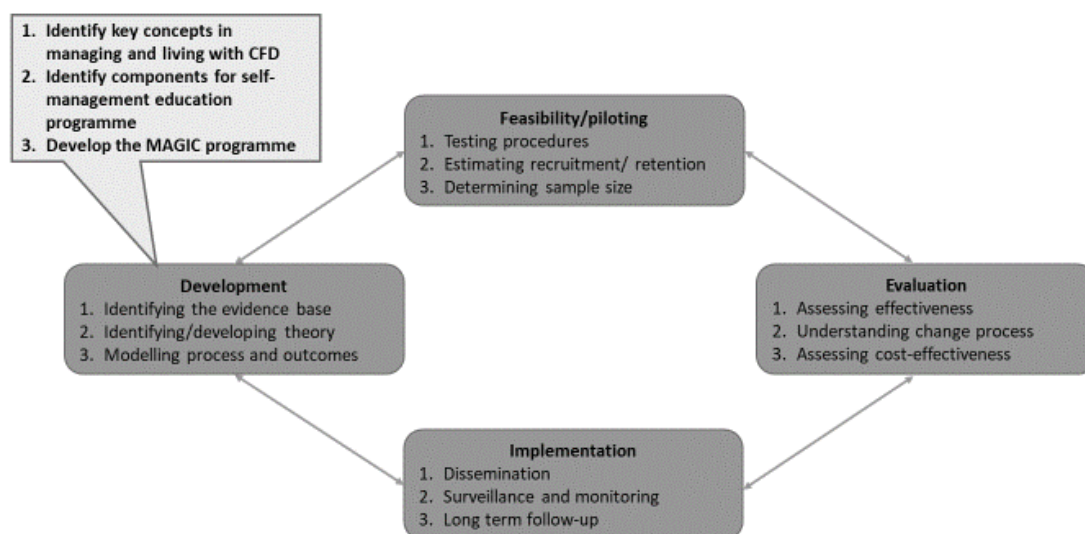 1. Identify key concepts in
managing and living with CFD
2. Identify components for self-
management education
programme
3. Develop the MAGIC programme
Feasibility/piloting
1. Testing procedures
2. Estimating recruitment/ retention
3. Determining sample size
Development
1. Identifying the evidence base
2. Identifying/developing theory
3. Modelling process and outcomes
Evaluation
1. Assessing effectiveness
2. Understanding change process
3. Assessing cost-effectiveness
Implementation
1. Dissemination
2. Surveillance and monitoring
3. Long term follow-up